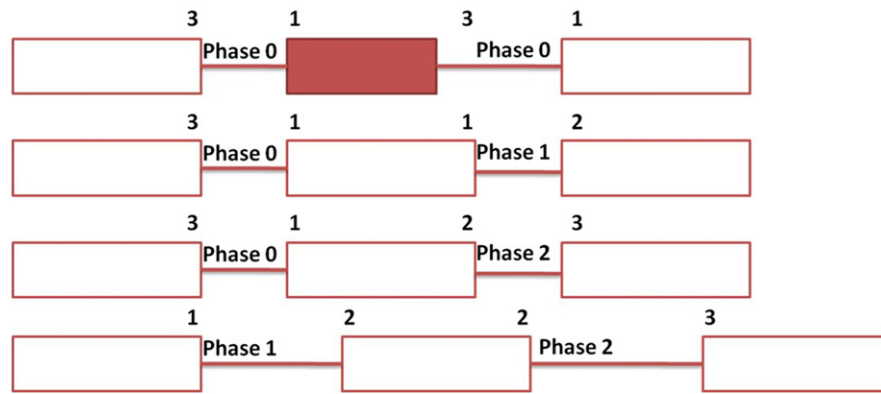 3 1 3 1
Phase 0 Phase 0
3 1 1 2
Phase 0 Phase 1
3 1 2 3
Phase 0 Phase 2
1 2 2 3
Phase 1 Phase 2